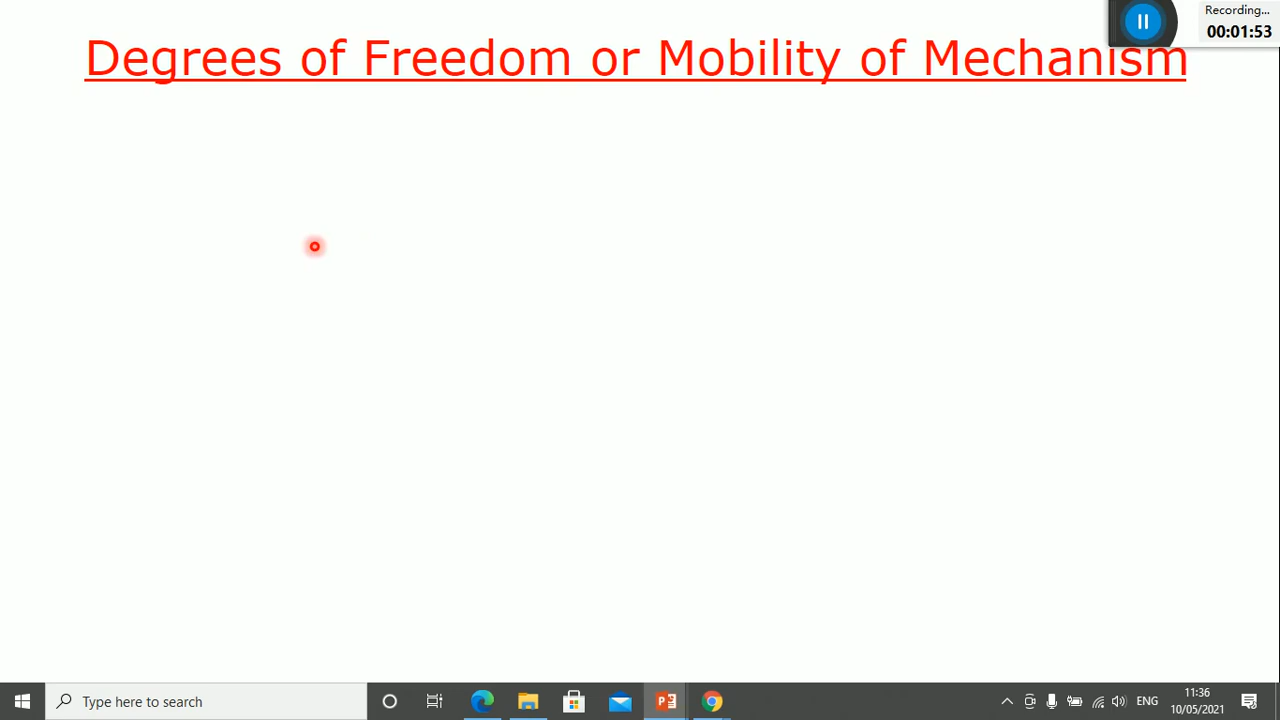 Recording...
00:01:53
Degrees of Freedom or Mobility of Mechanism
Type here to search
ENG
11:36
10/05/2021